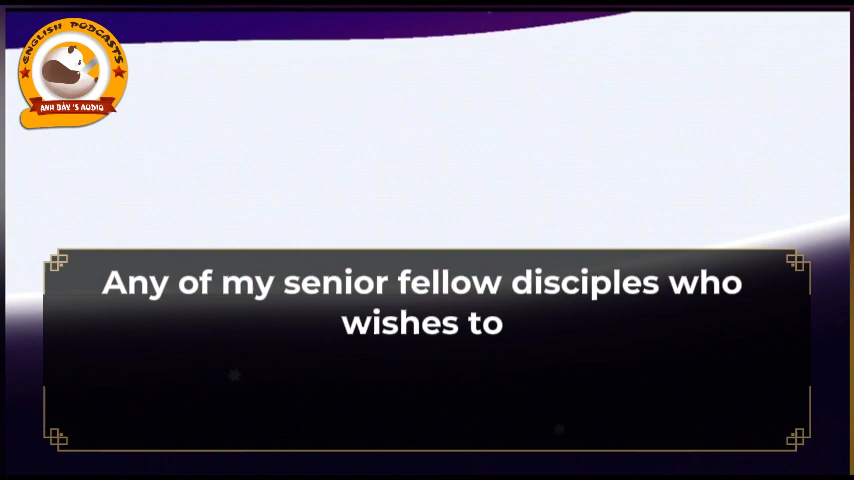 ENGLISH PODCASTS
ANH BẢY 'S AUDIO
Any of my senior fellow disciples who
wishes to